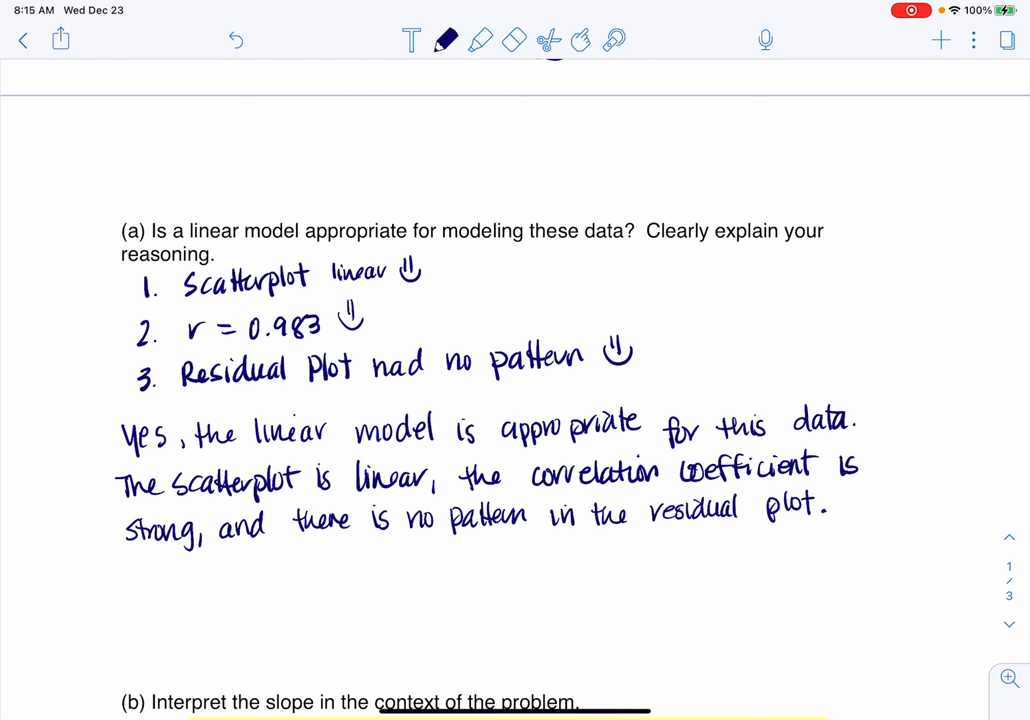 8:15 AM Wed Dec 23
100%
T
(a) Is a linear model appropriate for modeling these data? Clearly explain your
reasoning.
1. Scatterplot linear
2. r = 0.983
3. Residual Plot had no pattern
Yes, the linear model is appropriate for this data.
The scatterplot is linear, the correlation coefficient is
strong, and there is no pattern in the residual plot.
1
/
3
(b) Interpret the slope in the context of the problem.